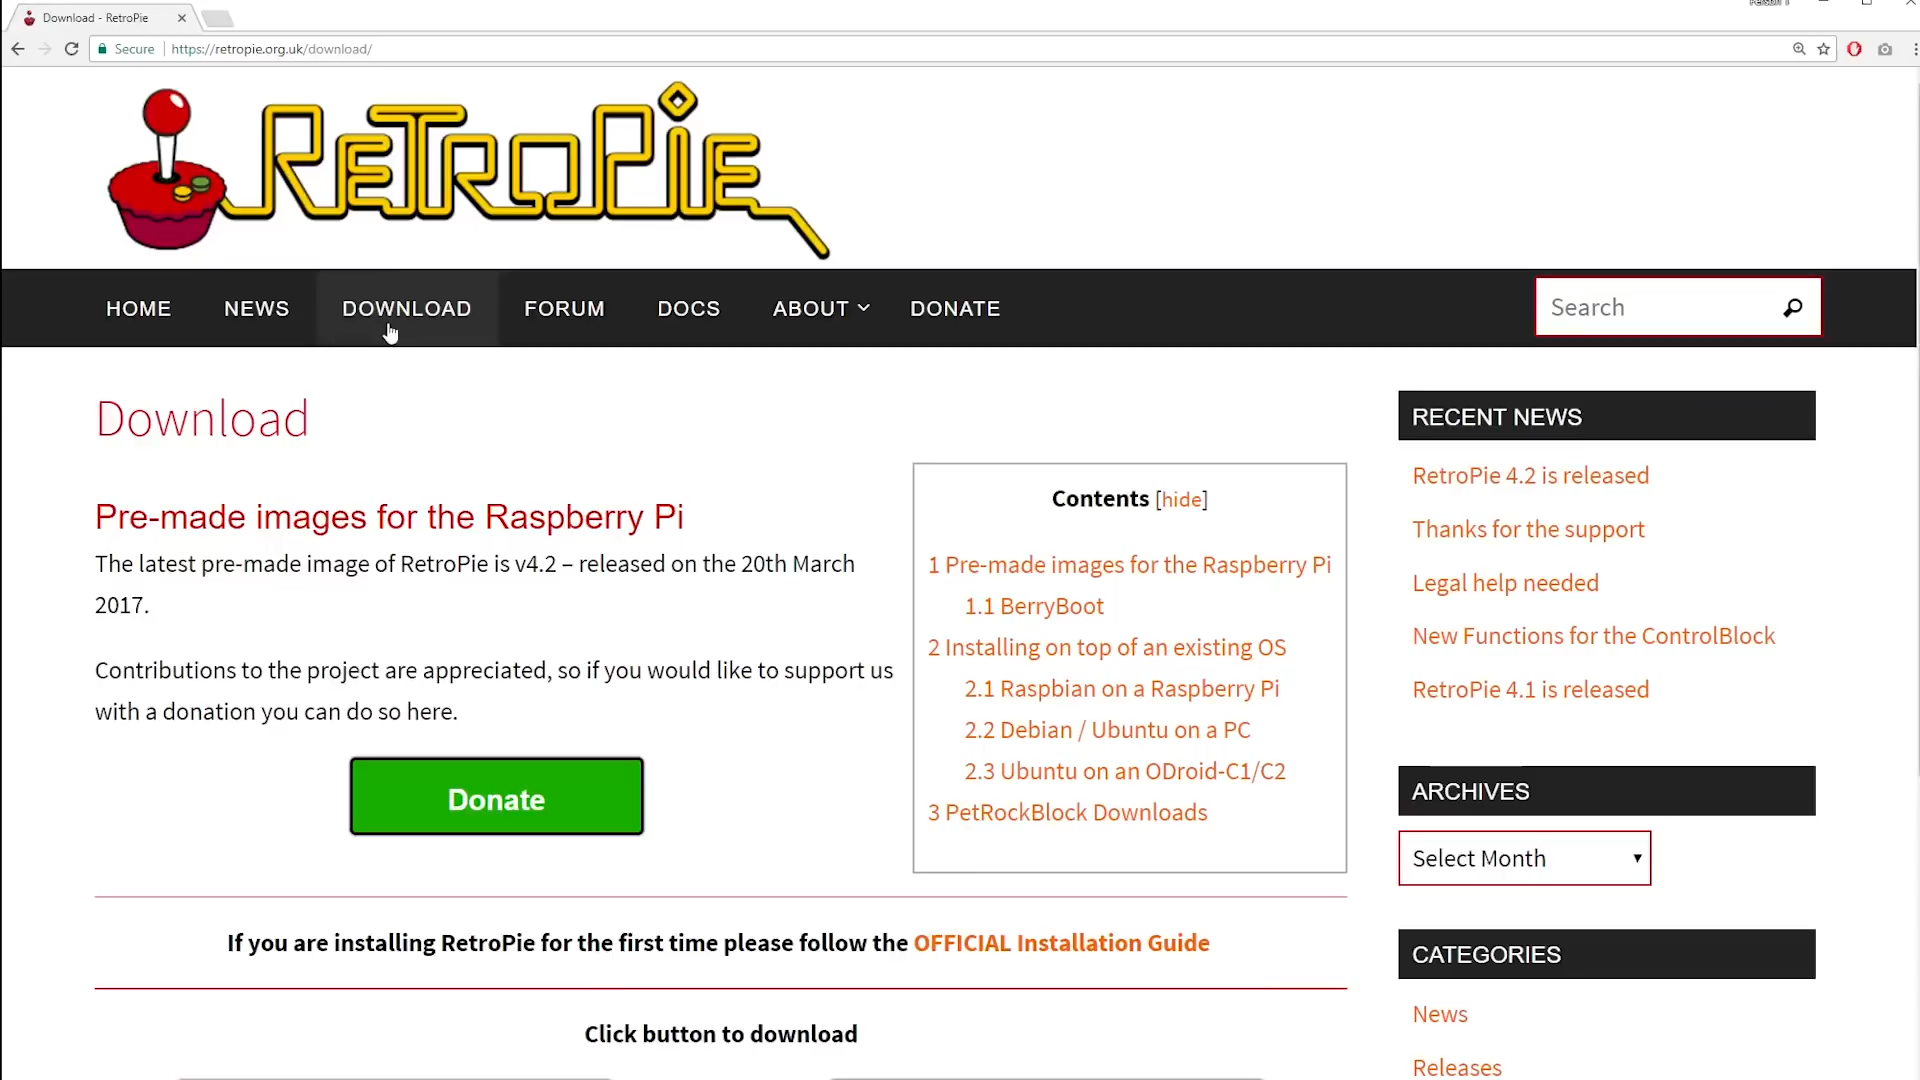 Download - RetroPie
Secure
https://retropie.org.uk/download/
RETROPIE
HOME
NEWS
DOWNLOAD
FORUM
DOCS
ABOUT
DONATE
Search
Download
Pre-made images for the Raspberry Pi
The latest pre-made image of RetroPie is v4.2 – released on the 20th March
2017.
Contributions to the project are appreciated, so if you would like to support us
with a donation you can do so here.
Donate
Contents [hide]
1 Pre-made images for the Raspberry Pi
1.1 BerryBoot
2 Installing on top of an existing OS
2.1 Raspbian on a Raspberry Pi
2.2 Debian / Ubuntu on a PC
2.3 Ubuntu on an ODroid-C1/C2
3 PetRockBlock Downloads
If you are installing RetroPie for the first time please follow the OFFICIAL Installation Guide
Click button to download
RECENT NEWS
RetroPie 4.2 is released
Thanks for the support
Legal help needed
New Functions for the ControlBlock
RetroPie 4.1 is released
ARCHIVES
Select Month
CATEGORIES
News
Releases